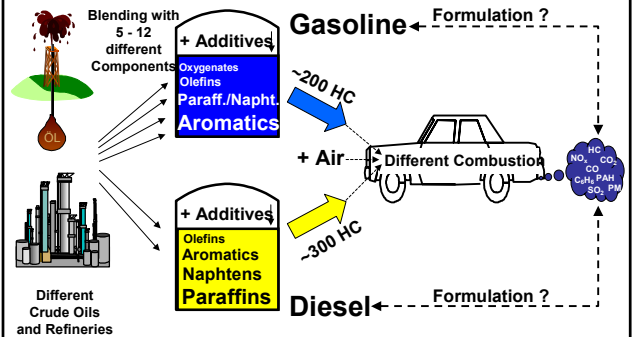 Blending with
5 - 12
different
Components
Gasoline
Formulation ?
+ Additives
Oxygenates
Olefins
Paraff./Napht.
Aromatics
~200 HC
ÖL
+ Air
Different Combustion
HC
NOx CO2
CO
C6H6 PAH
SO2 PM
+ Additives
Olefins
Aromatics
Naphtens
Paraffins
~300 HC
Different
Crude Oils
and Refineries
Diesel
Formulation ?